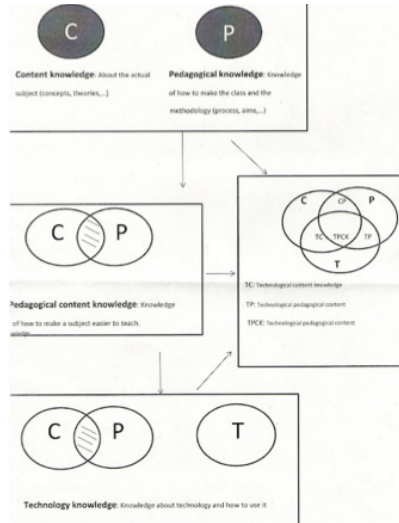 C
P
Content knowledge: About the actual
subject (concepts, theories,...)
Pedagogical knowledge: Knowledge
of how to make the class and the
methodology (process, aims,...)
C
P
Pedagogical content knowledge: Knowledge
of how to make a subject easier to teach.
C
CP
P
TC
TPCK
TP
T
TC: Technological content knowledge
TP: Technological pedagogical content
TPCK: Technological pedagogical content
C
P
T
Technology knowledge: Knowledge about technology and how to use it